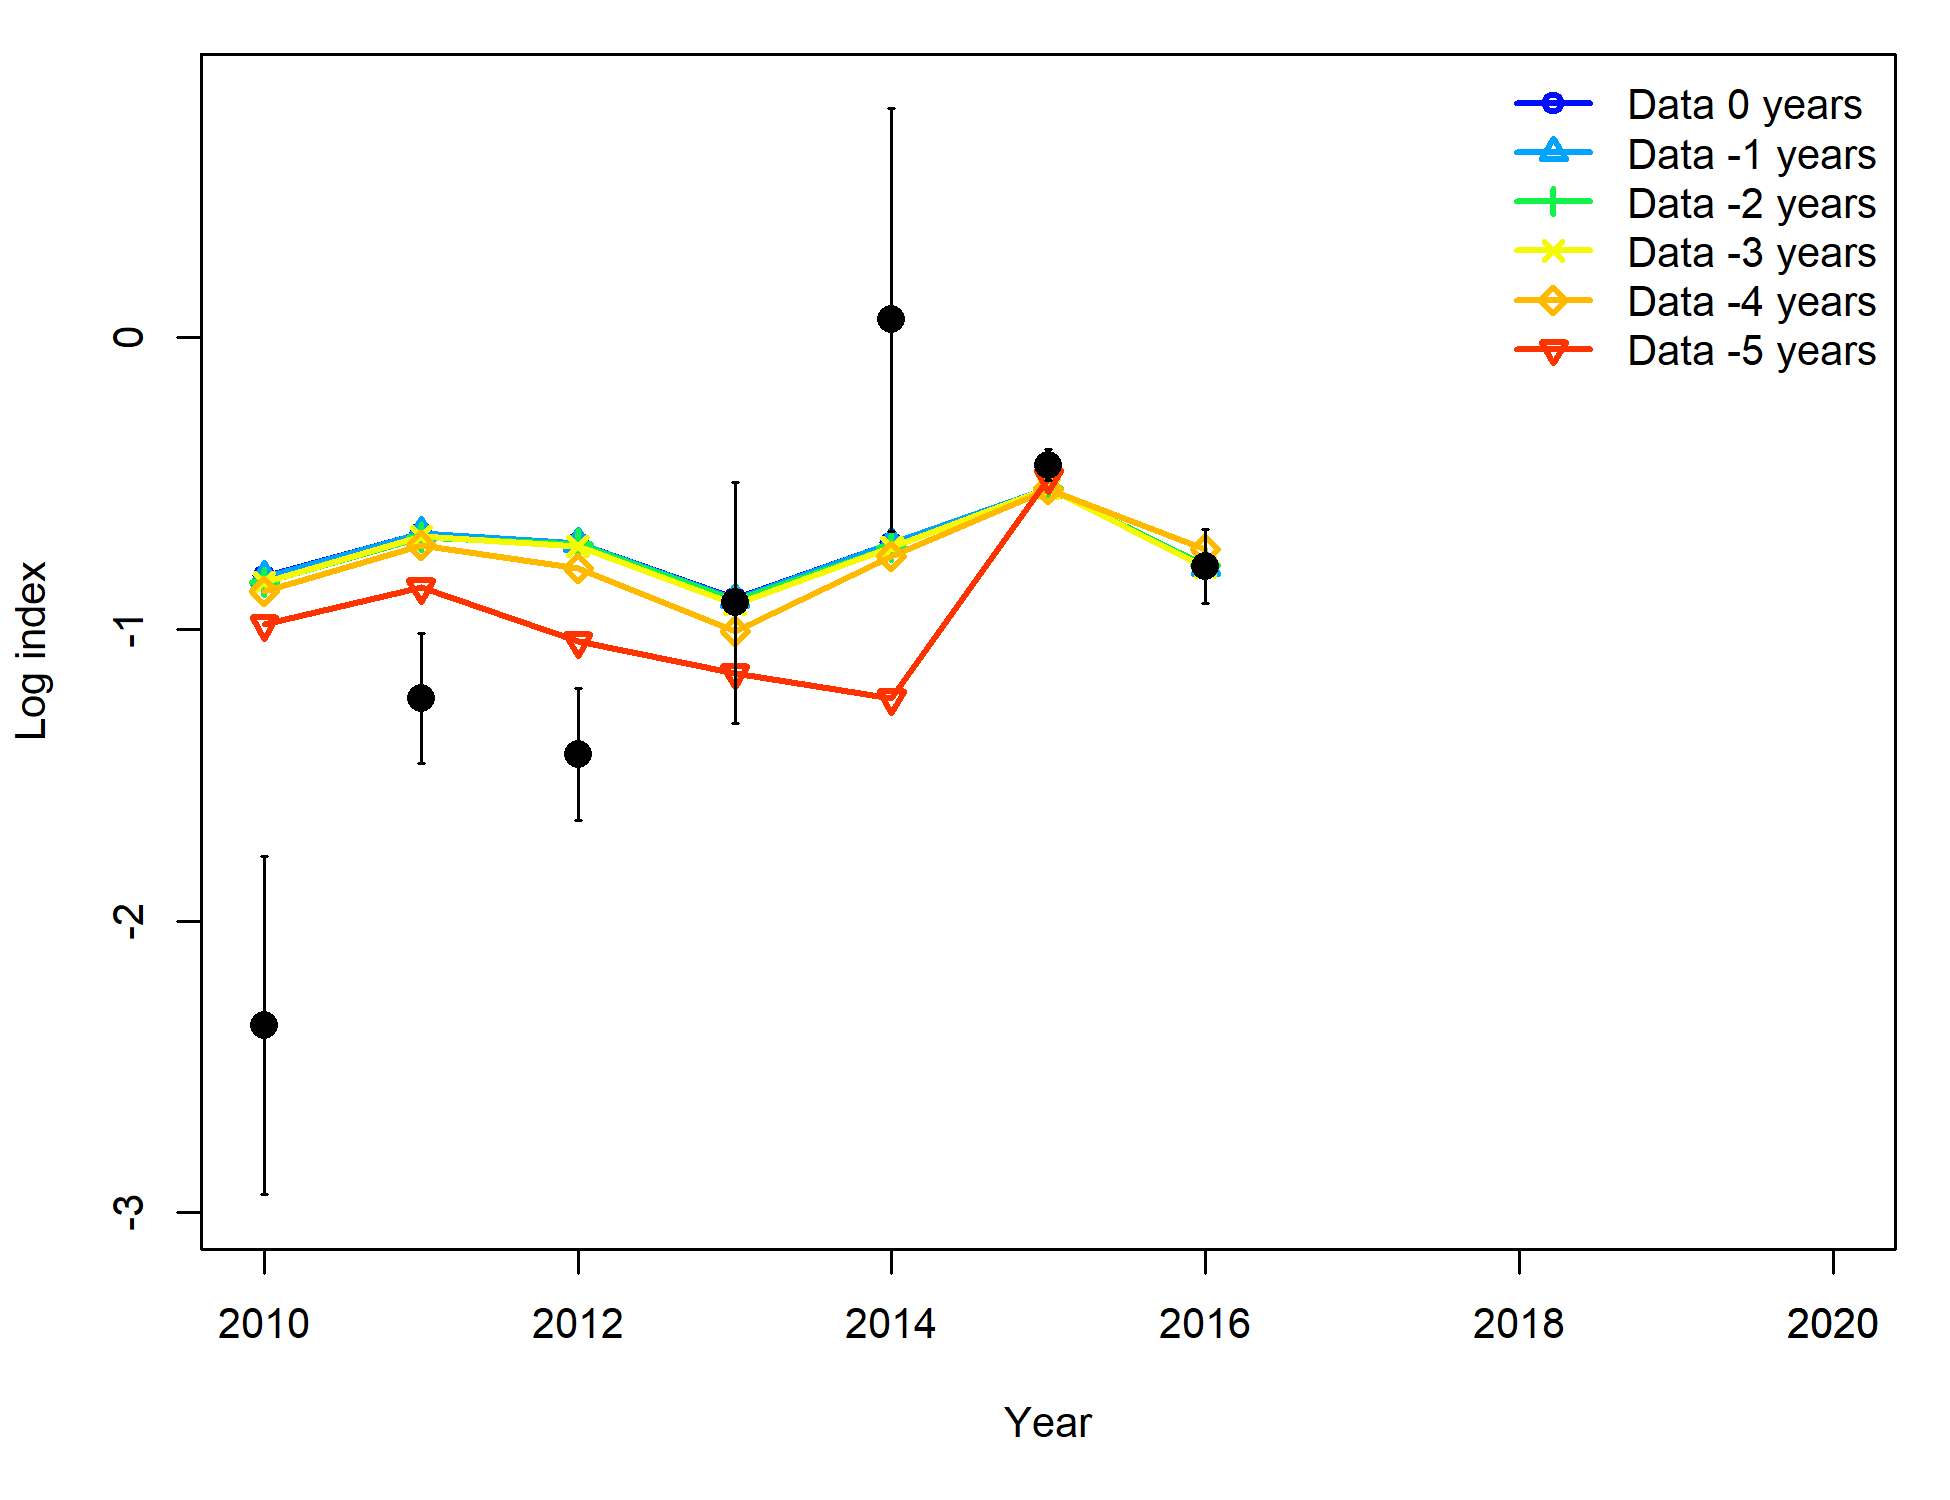 Data 0 years
Data -1 years
Data -2 years
Data -3 years
Data -4 years
Data -5 years
0
-1
-2
-3
Log index
2010 2012 2014 2016 2018 2020
Year